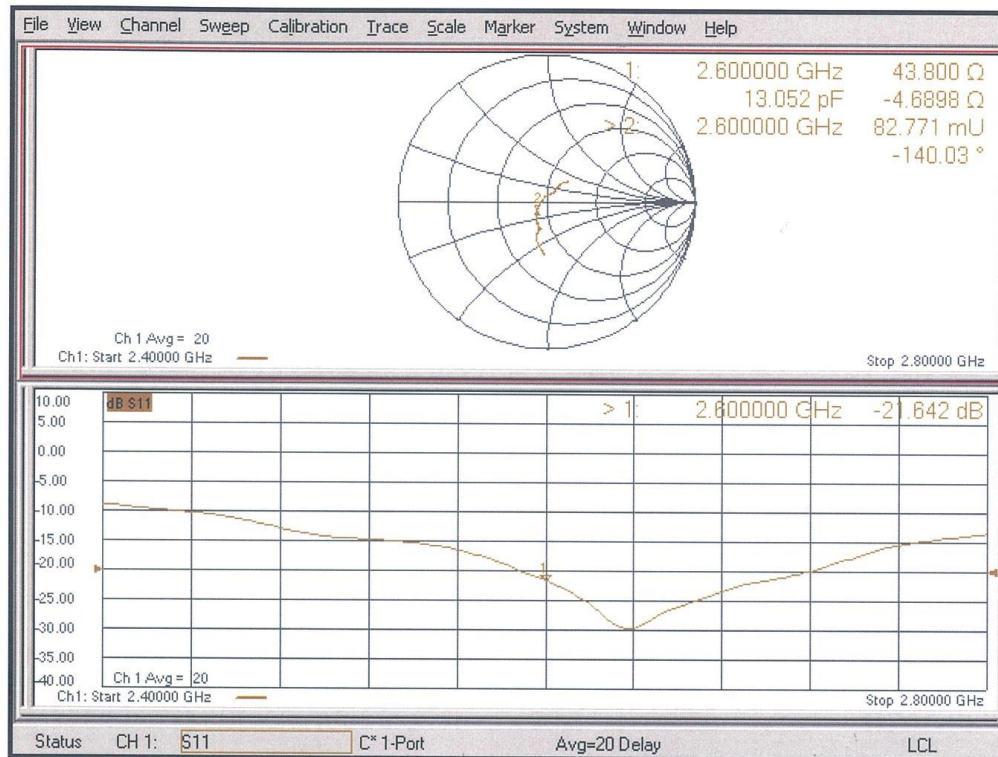 File View Channel Sweep Calibration Trace Scale Marker System Window Help
1: 2.600000 GHz 43.800 Ω
13.052 pF -4.6898 Ω
> 2: 2.600000 GHz 82.771 mU
-140.03 °
2
Ch 1 Avg = 20
Ch1: Start 2.40000 GHz Stop 2.80000 GHz
10.00 dB S11 > 1: 2.600000 GHz -21.642 dB
5.00
0.00
-5.00
-10.00
-15.00
-20.00 1
-25.00
-30.00
-35.00
-40.00 Ch 1 Avg = 20
Ch1: Start 2.40000 GHz Stop 2.80000 GHz
Status CH 1: S11 C* 1-Port Avg=20 Delay LCL